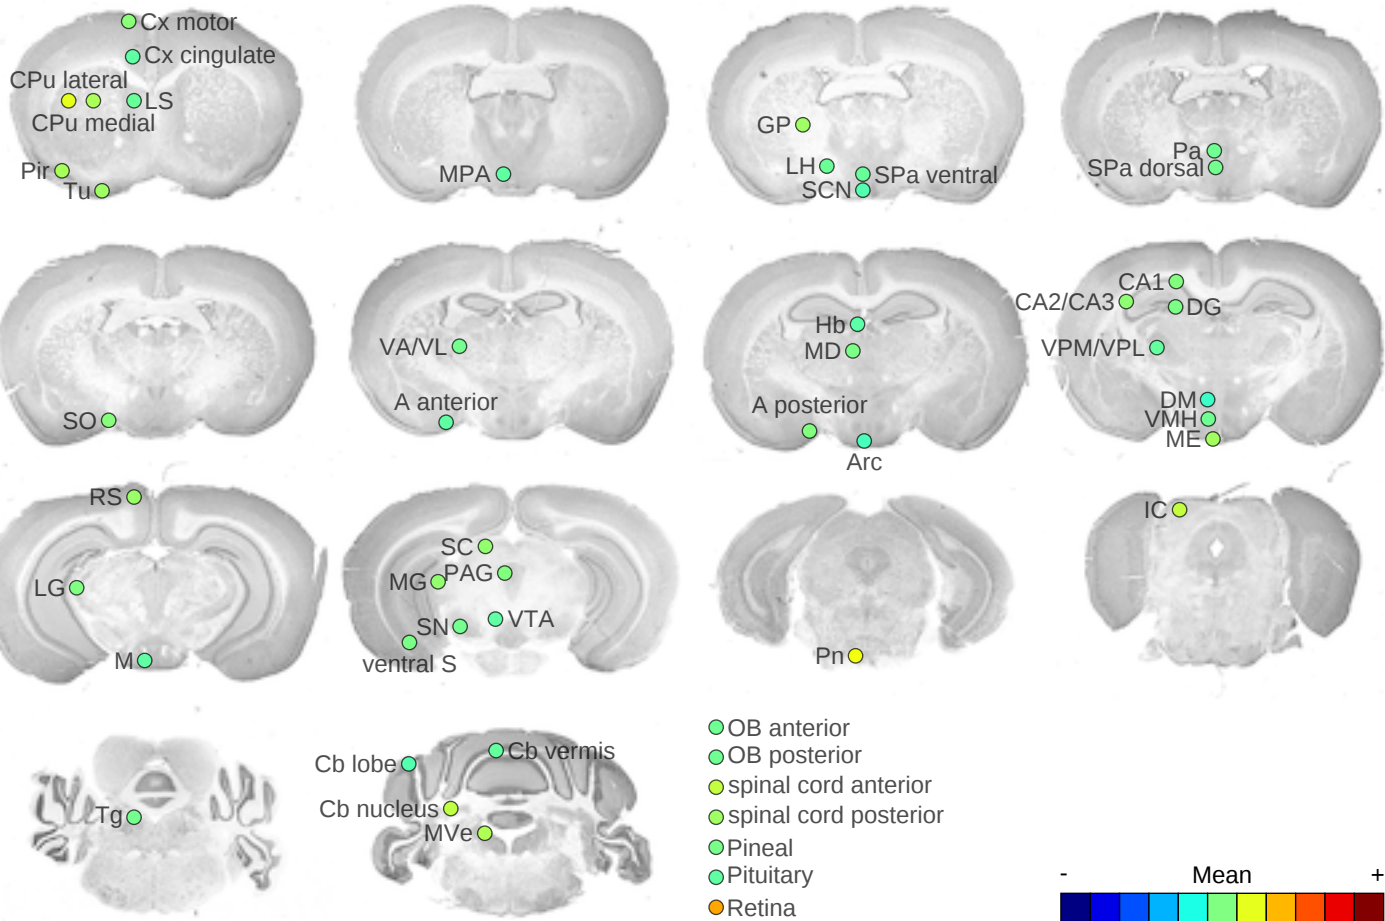 Cx motor
Cx cingulate
CPu lateral
LS
CPu medial
Pir
Tu
MPA
GP
LH
SPa ventral
SCN
Pa
SPa dorsal
SO
VA/VL
A anterior
Hb
MD
A posterior
Arc
CA1
CA2/CA3
DG
VPM/VPL
DM
VMH
ME
RS
LG
M
SC
MG
PAG
SN
VTA
ventral S
Pn
IC
Tg
Cb vermis
Cb lobe
Cb nucleus
MVe
OB anterior
OB posterior
spinal cord anterior
spinal cord posterior
Pineal
Pituitary
Retina
- Mean +